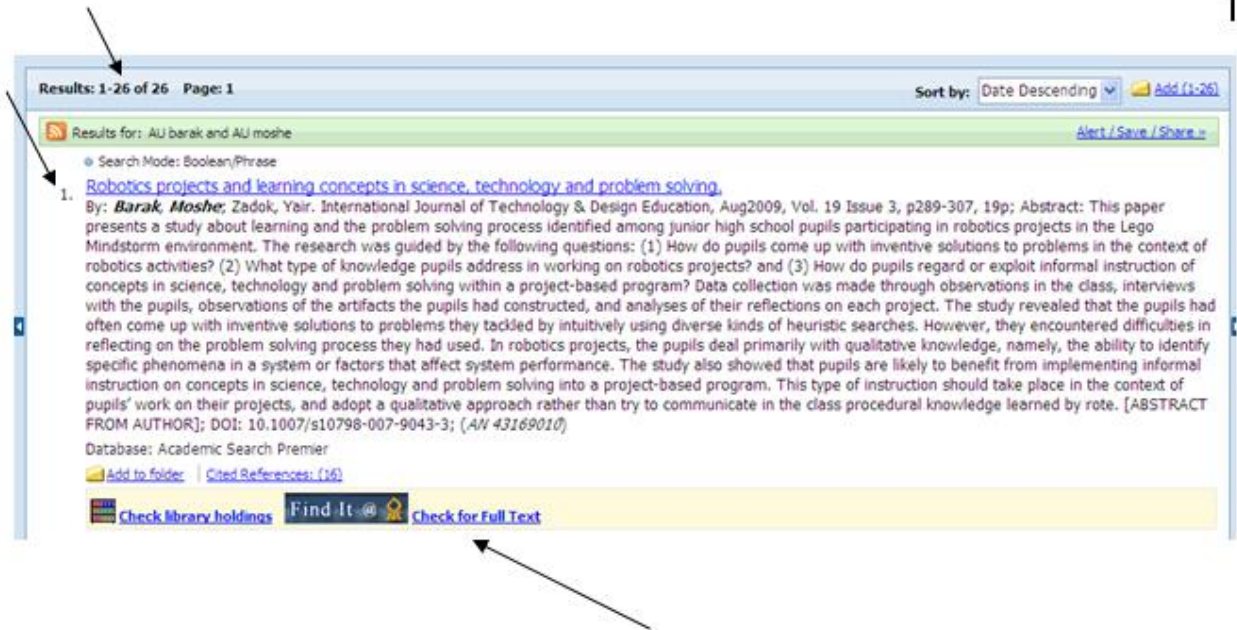 Results: 1-26 of 26 Page: 1 Sort by: Date Descending Add (1-26)
Results for: AU barak and AU moshe Alert / Save / Share »
Search Mode: Boolean/Phrase
1. Robotics projects and learning concepts in science, technology and problem solving.
By: Barak, Moshe; Zadok, Yair. International Journal of Technology & Design Education, Aug2009, Vol. 19 Issue 3, p289-307, 19p; Abstract: This paper
presents a study about learning and the problem solving process identified among junior high school pupils participating in robotics projects in the Lego
Mindstorm environment. The research was guided by the following questions: (1) How do pupils come up with inventive solutions to problems in the context of
robotics activities? (2) What type of knowledge pupils address in working on robotics projects? and (3) How do pupils regard or exploit informal instruction of
concepts in science, technology and problem solving within a project-based program? Data collection was made through observations in the class, interviews
with the pupils, observations of the artifacts the pupils had constructed, and analyses of their reflections on each project. The study revealed that the pupils had
often come up with inventive solutions to problems they tackled by intuitively using diverse kinds of heuristic searches. However, they encountered difficulties in
reflecting on the problem solving process they had used. In robotics projects, the pupils deal primarily with qualitative knowledge, namely, the ability to identify
specific phenomena in a system or factors that affect system performance. The study also showed that pupils are likely to benefit from implementing informal
instruction on concepts in science, technology and problem solving into a project-based program. This type of instruction should take place in the context of
pupils' work on their projects, and adopt a qualitative approach rather than try to communicate in the class procedural knowledge learned by rote. [ABSTRACT
FROM AUTHOR]; DOI: 10.1007/s10798-007-9043-3; (AN 43169010)
Database: Academic Search Premier
Add to folder Cited References: (16)
Check library holdings Find It @ Check for Full Text